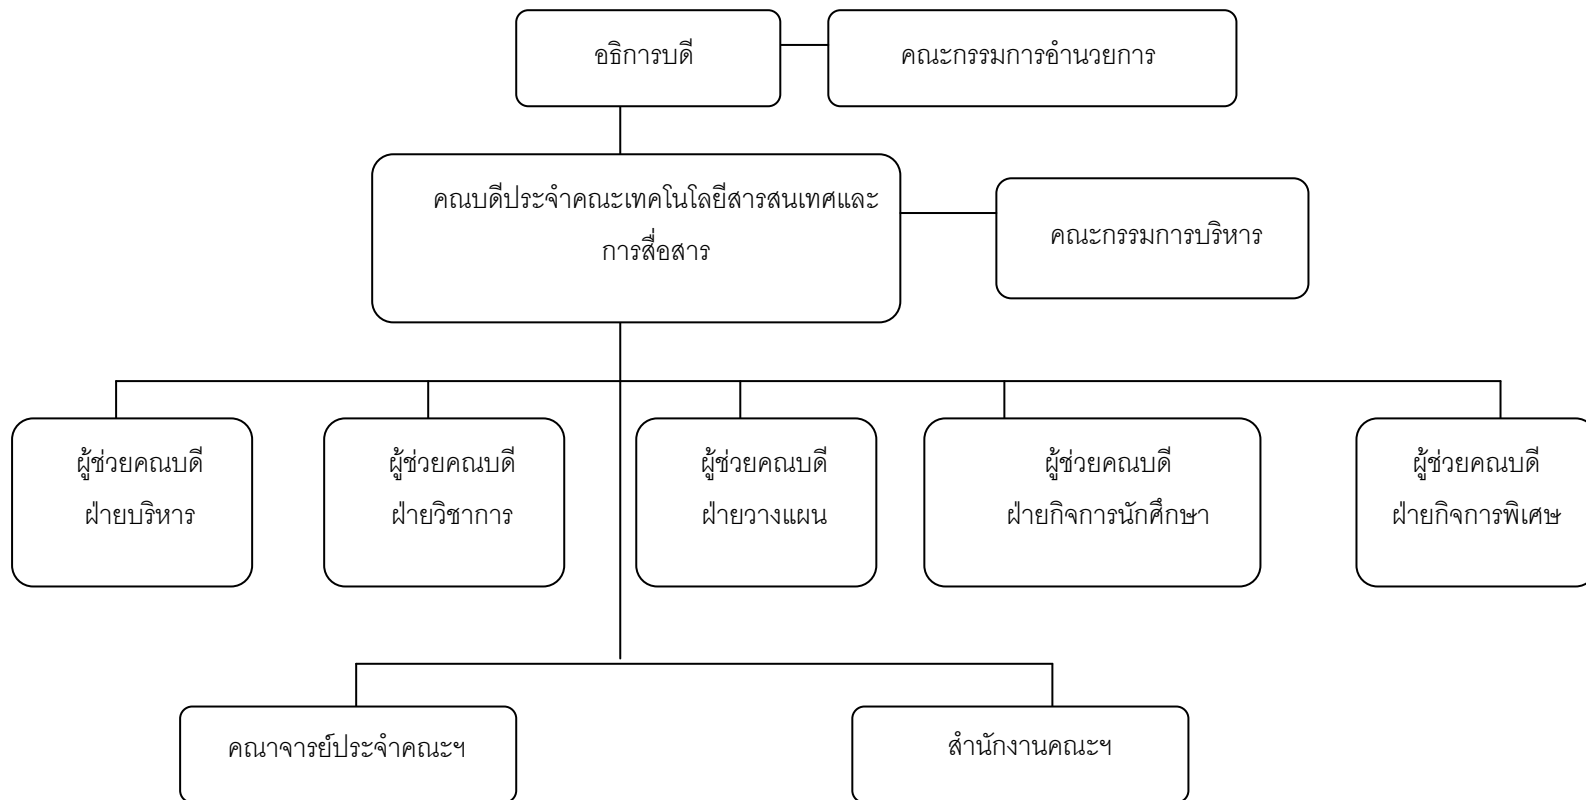 อธิการบดี
คณะกรรมการอำนวยการ
คณบดีประจำคณะเทคโนโลยีสารสนเทศและ
การสื่อสาร
คณะกรรมการบริหาร
ผู้ช่วยคณบดี
ฝ่ายบริหาร
ผู้ช่วยคณบดี
ฝ่ายวิชาการ
ผู้ช่วยคณบดี
ฝ่ายวางแผน
ผู้ช่วยคณบดี
ฝ่ายกิจการนักศึกษา
ผู้ช่วยคณบดี
ฝ่ายกิจการพิเศษ
คณาจารย์ประจำคณะฯ
สำนักงานคณะฯ